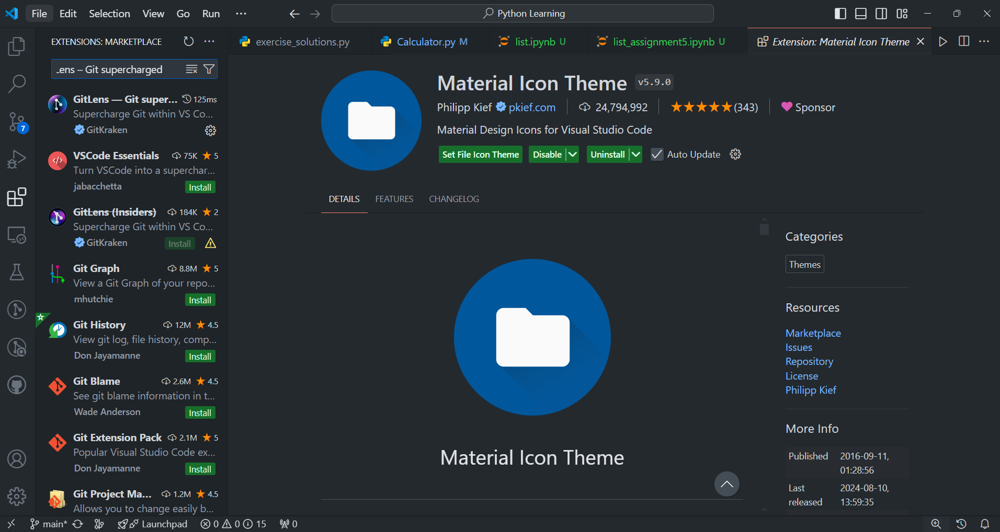 File Edit Selection View Go Run ···
Python Learning
EXTENSIONS: MARKETPLACE
exercise_solutions.py
Calculator.py M
list.ipynb U
list_assignment5.ipynb U
Extension: Material Icon Theme
Lens – Git supercharged
GitLens — Git super... 125ms
Supercharge Git within VS Co...
GitKraken
VSCode Essentials 75K 5
Turn VSCode into a superchar...
jabacchetta Install
GitLens (Insiders) 184K 2
Supercharge Git within VS Co...
GitKraken Install
Git Graph 8.8M 5
View a Git Graph of your repo...
mhutchie Install
Git History 12M 4.5
View git log, file history, comp...
Don Jayamanne Install
Git Blame 2.6M 4.5
See git blame information in t...
Wade Anderson Install
Git Extension Pack 2.1M 5
Popular Visual Studio Code ex...
Don Jayamanne Install
Git Project Ma... 1.2M 4.5
Allows you to change easily b...
7
Material Icon Theme v5.9.0
Philipp Kief pkief.com 24,794,992 (343) Sponsor
Material Design Icons for Visual Studio Code
Set File Icon Theme Disable Uninstall Auto Update
DETAILS FEATURES CHANGELOG
Material Icon Theme
Categories
Themes
Resources
Marketplace
Issues
Repository
License
Philipp Kief
More Info
Published 2016-09-11,
01:28:56
Last 2024-08-10,
released 13:59:35
main* Launchpad 0 0 15 0